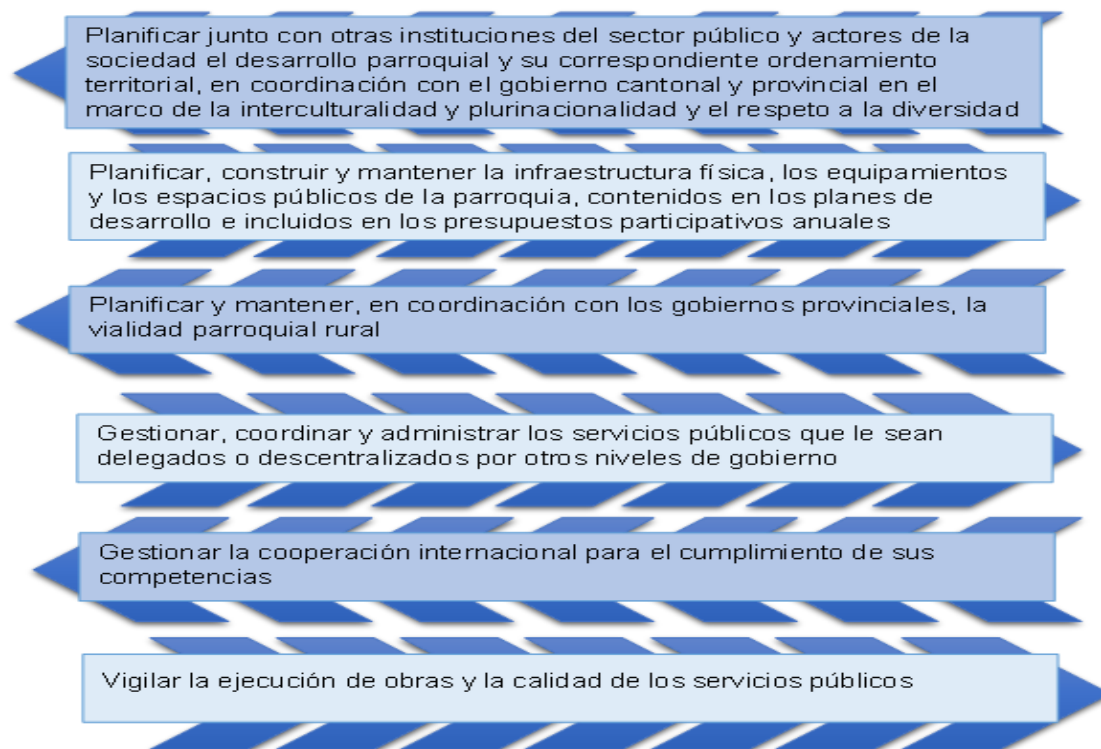 Planificar junto con otras instituciones del sector público y actores de la
sociedad el desarrollo parroquial y su correspondiente ordenamiento
territorial, en coordinación con el gobierno cantonal y provincial en el
marco de la interculturalidad y plurinacionalidad y el respeto a la diversidad
Planificar, construir y mantener la infraestructura física, los equipamientos
y los espacios públicos de la parroquia, contenidos en los planes de
desarrollo e incluidos en los presupuestos participativos anuales
Planificar y mantener, en coordinación con los gobiernos provinciales, la
vialidad parroquial rural
Gestionar, coordinar y administrar los servicios públicos que le sean
delegados o descentralizados por otros niveles de gobierno
Gestionar la cooperación internacional para el cumplimiento de sus
competencias
Vigilar la ejecución de obras y la calidad de los servicios públicos